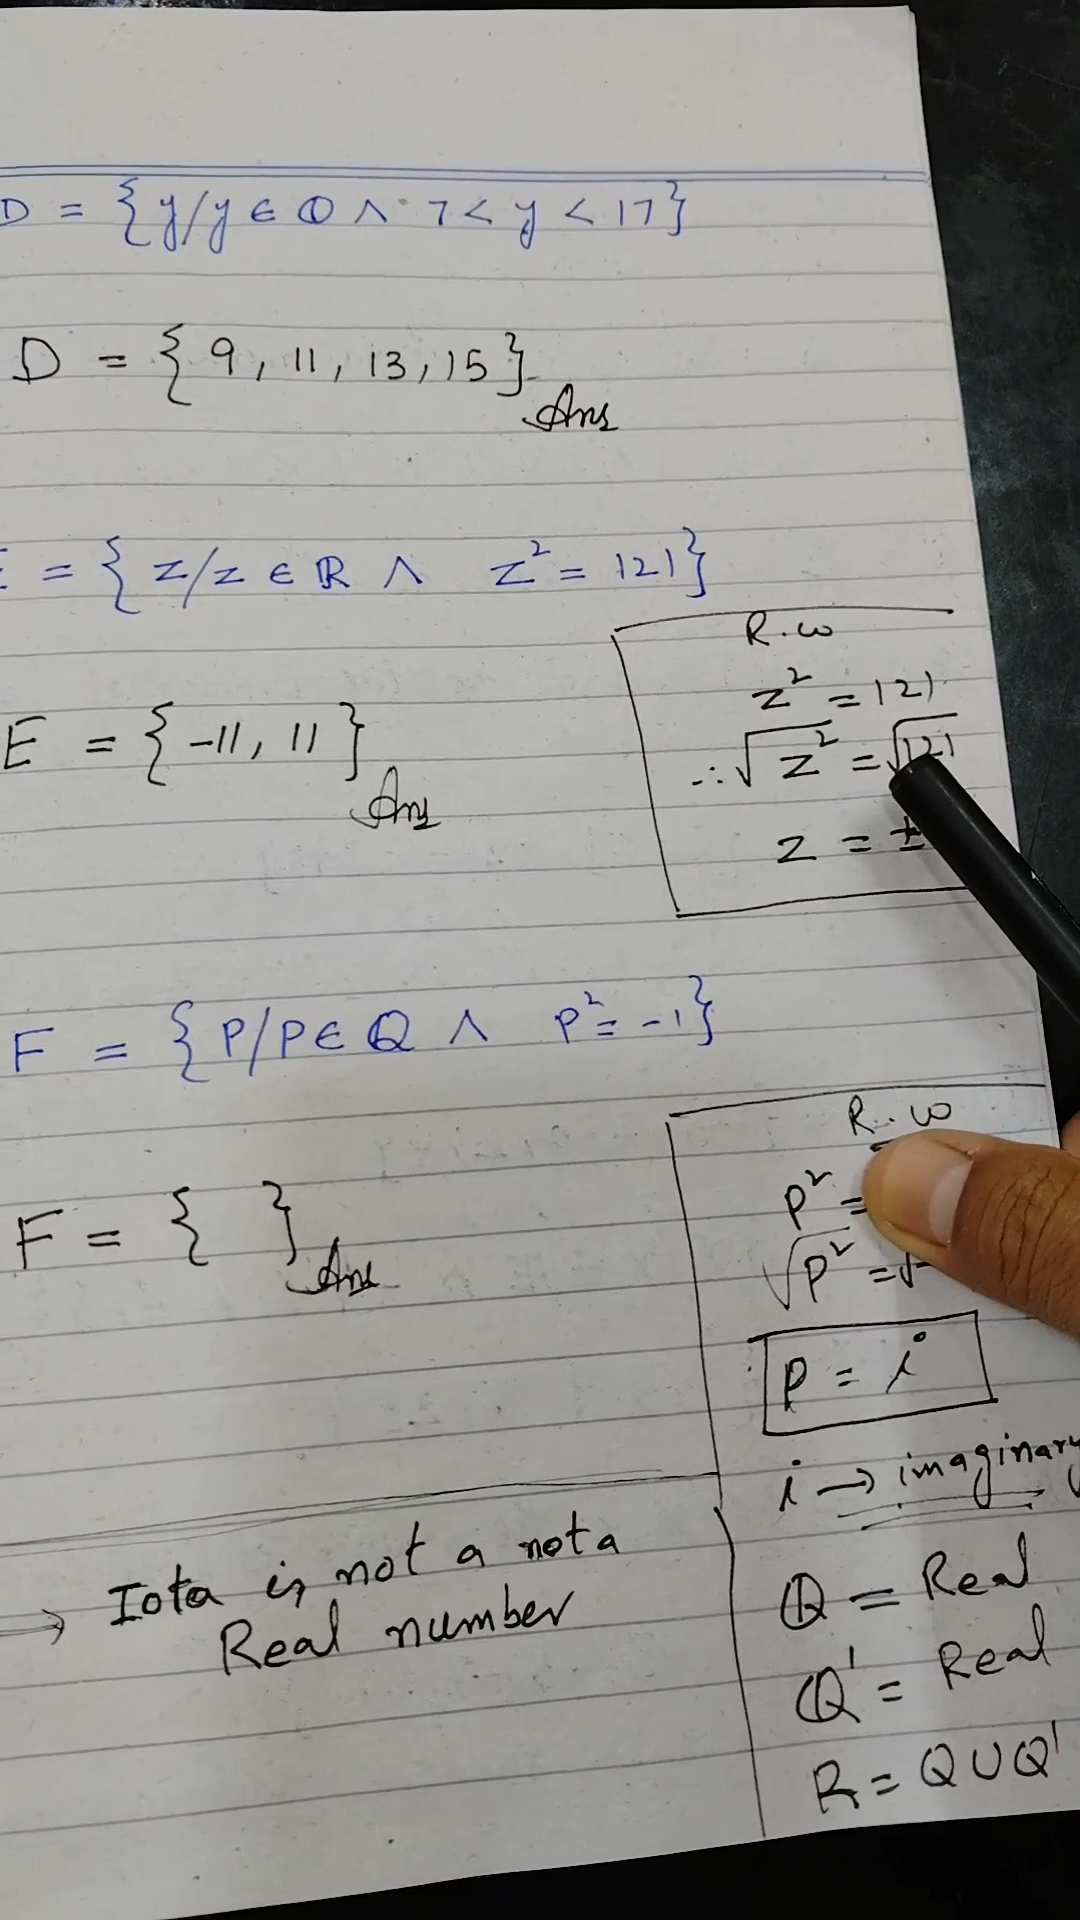 D = {y/y ∈ O ∧ 7 < y < 17}
D = {9, 11, 13, 15}
Ans
= {z/z ∈ ℝ ∧ z² = 121}
R.w
z² = 121
E = {-11, 11}
Ans
∴ √z² = √121
z = ±
F = {P/P ∈ Q ∧ P² = -1}
R.w
P² =
F = { }
Ans
√P² = √
P = i
i → imaginary
→ Iota is not a nota
Real number
Q = Real
Q' = Real
R = Q U Q'